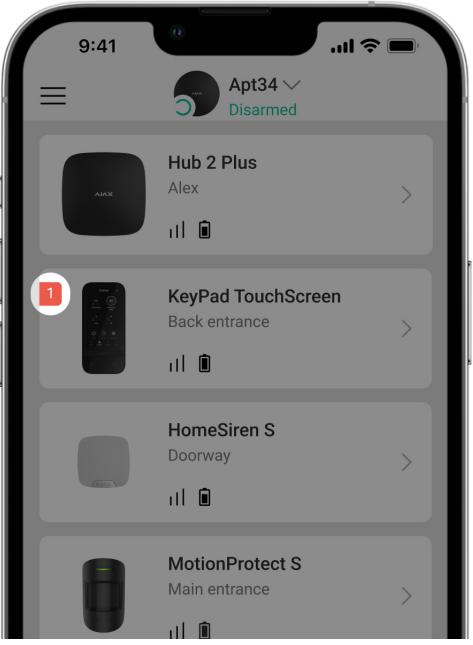 9:41
Apt34
Disarmed
Hub 2 Plus
Alex
AJAX
1
KeyPad TouchScreen
Back entrance
HomeSiren S
Doorway
MotionProtect S
Main entrance